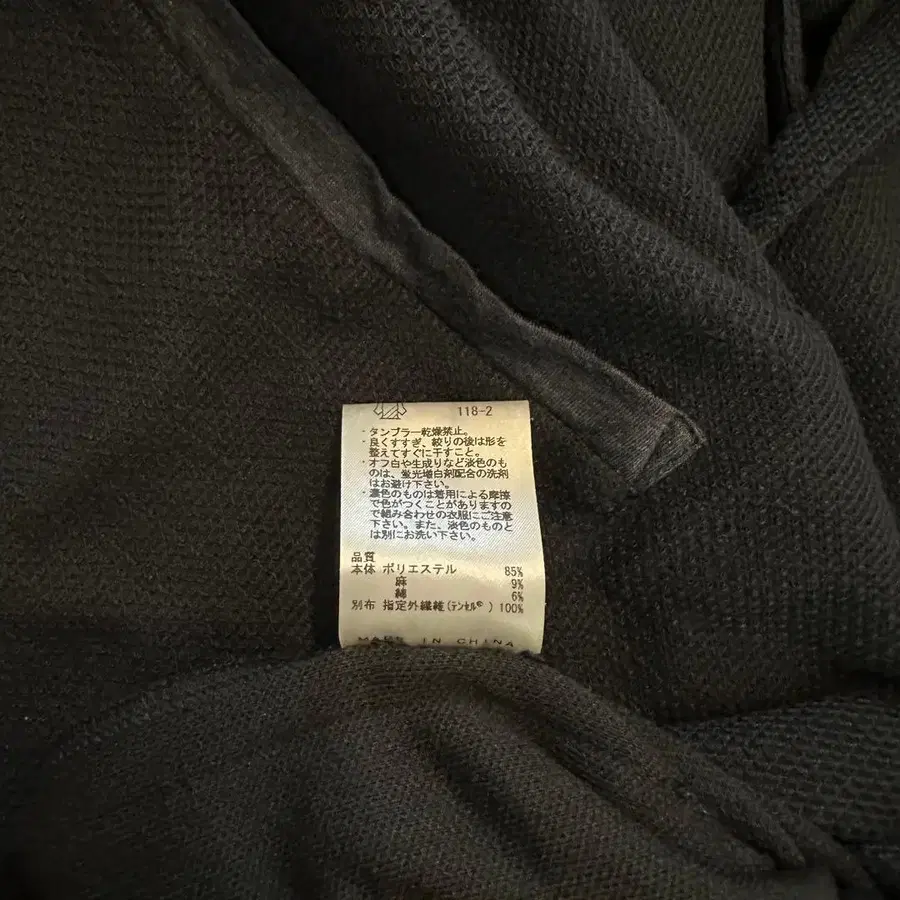 118-2
・タンブラー乾燥禁止。
・良くすすぎ、絞りの後は形を
整えてすぐに干すこと。
・オフ白や生成りなど淡色のも
のは、蛍光増白剤配合の洗剤
はお避け下さい。
・濃色のものは着用による摩擦
で色がつくことがありますの
で組み合わせの衣服にご注意
下さい。また、淡色のものと
は別にお洗い下さい。
品質
本体 ポリエステル 85%
麻 9%
綿 6%
別布 指定外繊維(テンセル®) 100%
MADE IN CHINA